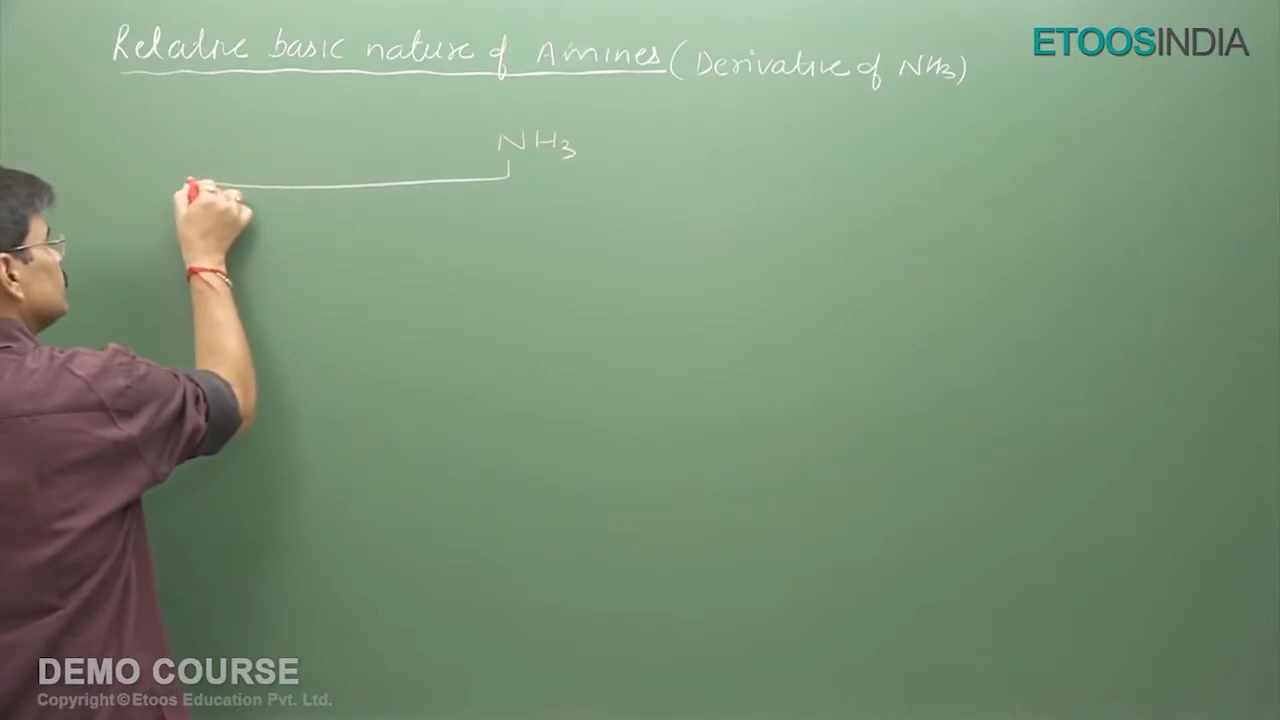 Relative basic nature of Amines (Derivative of NH3)
ETOOSINDIA
NH3
DEMO COURSE
Copyright © Etoos Education Pvt. Ltd.